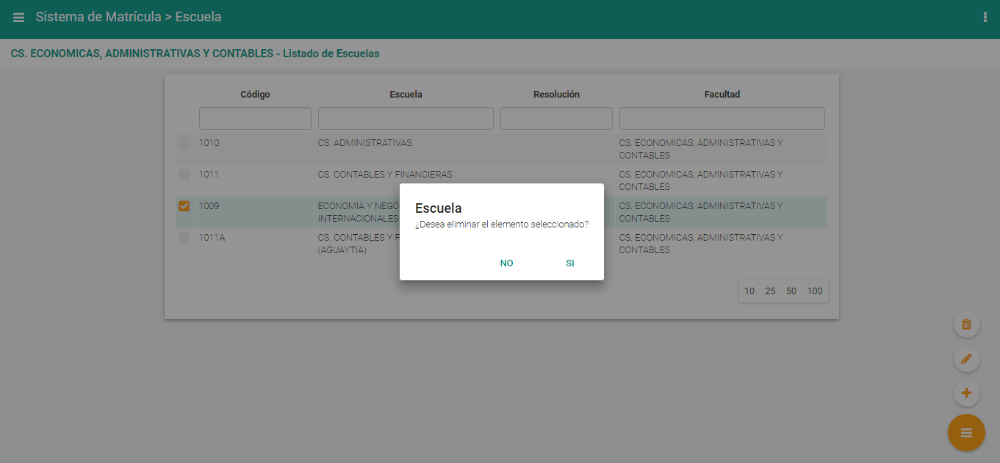 Sistema de Matrícula > Escuela
CS. ECONOMICAS, ADMINISTRATIVAS Y CONTABLES - Listado de Escuelas
Código Escuela Resolución Facultad
1010 CS. ADMINISTRATIVAS CS. ECONOMICAS, ADMINISTRATIVAS Y
CONTABLES
1011 CS. CONTABLES Y FINANCIERAS CS. ECONOMICAS, ADMINISTRATIVAS Y
CONTABLES
1009 ECONOMIA Y CS. ECONOMICAS, ADMINISTRATIVAS Y
INTERNACIONALES CONTABLES
1011A CS. CONTABLES Y CS. ECONOMICAS, ADMINISTRATIVAS Y
(AGUAYTIA) CONTABLES
Escuela
¿Desea eliminar el elemento seleccionado?
NO SI
10 25 50 100